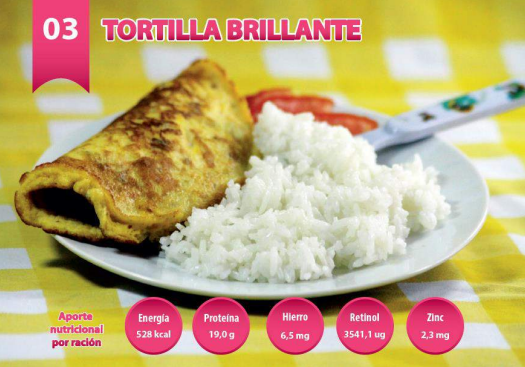 03
TORTILLA BRILLANTE
Aporte
nutricional
por ración
Energía
528 kcal
Proteína
19,0 g
Hierro
6,5 mg
Retinol
3541,1 ug
Zinc
2,3 mg